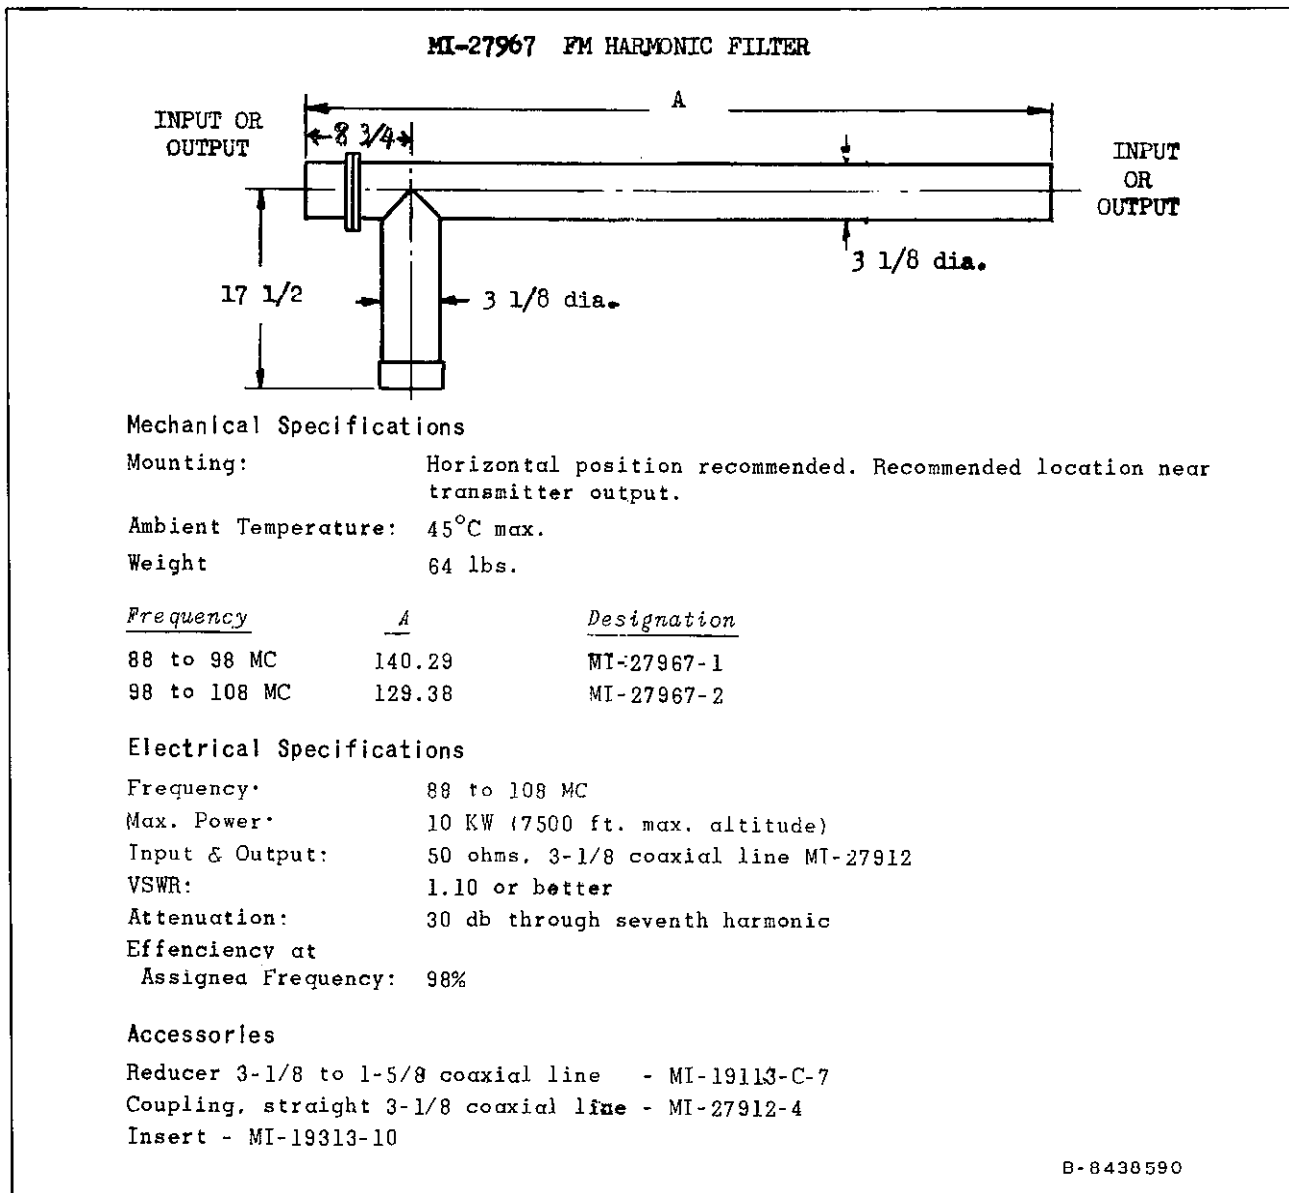 MI-27967 FM HARMONIC FILTER
A
INPUT OR
OUTPUT
8 3/4
INPUT
OR
OUTPUT
3 1/8 dia.
17 1/2
3 1/8 dia.
Mechanical Specifications
Mounting: Horizontal position recommended. Recommended location near
transmitter output.
Ambient Temperature: 45°C max.
Weight 64 lbs.
Frequency A Designation
88 to 98 MC 140.29 MI-27967-1
98 to 108 MC 129.38 MI-27967-2
Electrical Specifications
Frequency: 88 to 108 MC
Max. Power: 10 KW (7500 ft. max. altitude)
Input & Output: 50 ohms, 3-1/8 coaxial line MI-27912
VSWR: 1.10 or better
Attenuation: 30 db through seventh harmonic
Effenciency at
Assigned Frequency: 98%
Accessories
Reducer 3-1/8 to 1-5/8 coaxial line - MI-19113-C-7
Coupling, straight 3-1/8 coaxial line - MI-27912-4
Insert - MI-19313-10
B-8438590